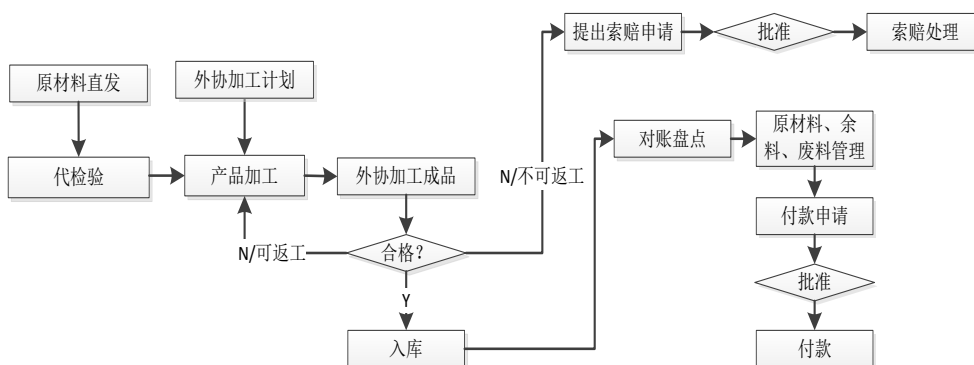 提出索赔申请
批准
索赔处理
原材料直发
外协加工计划
对账盘点
原材料、余
料、废料管理
代检验
产品加工
外协加工成品
N/不可返工
付款申请
N/可返工
合格?
批准
Y
入库
付款